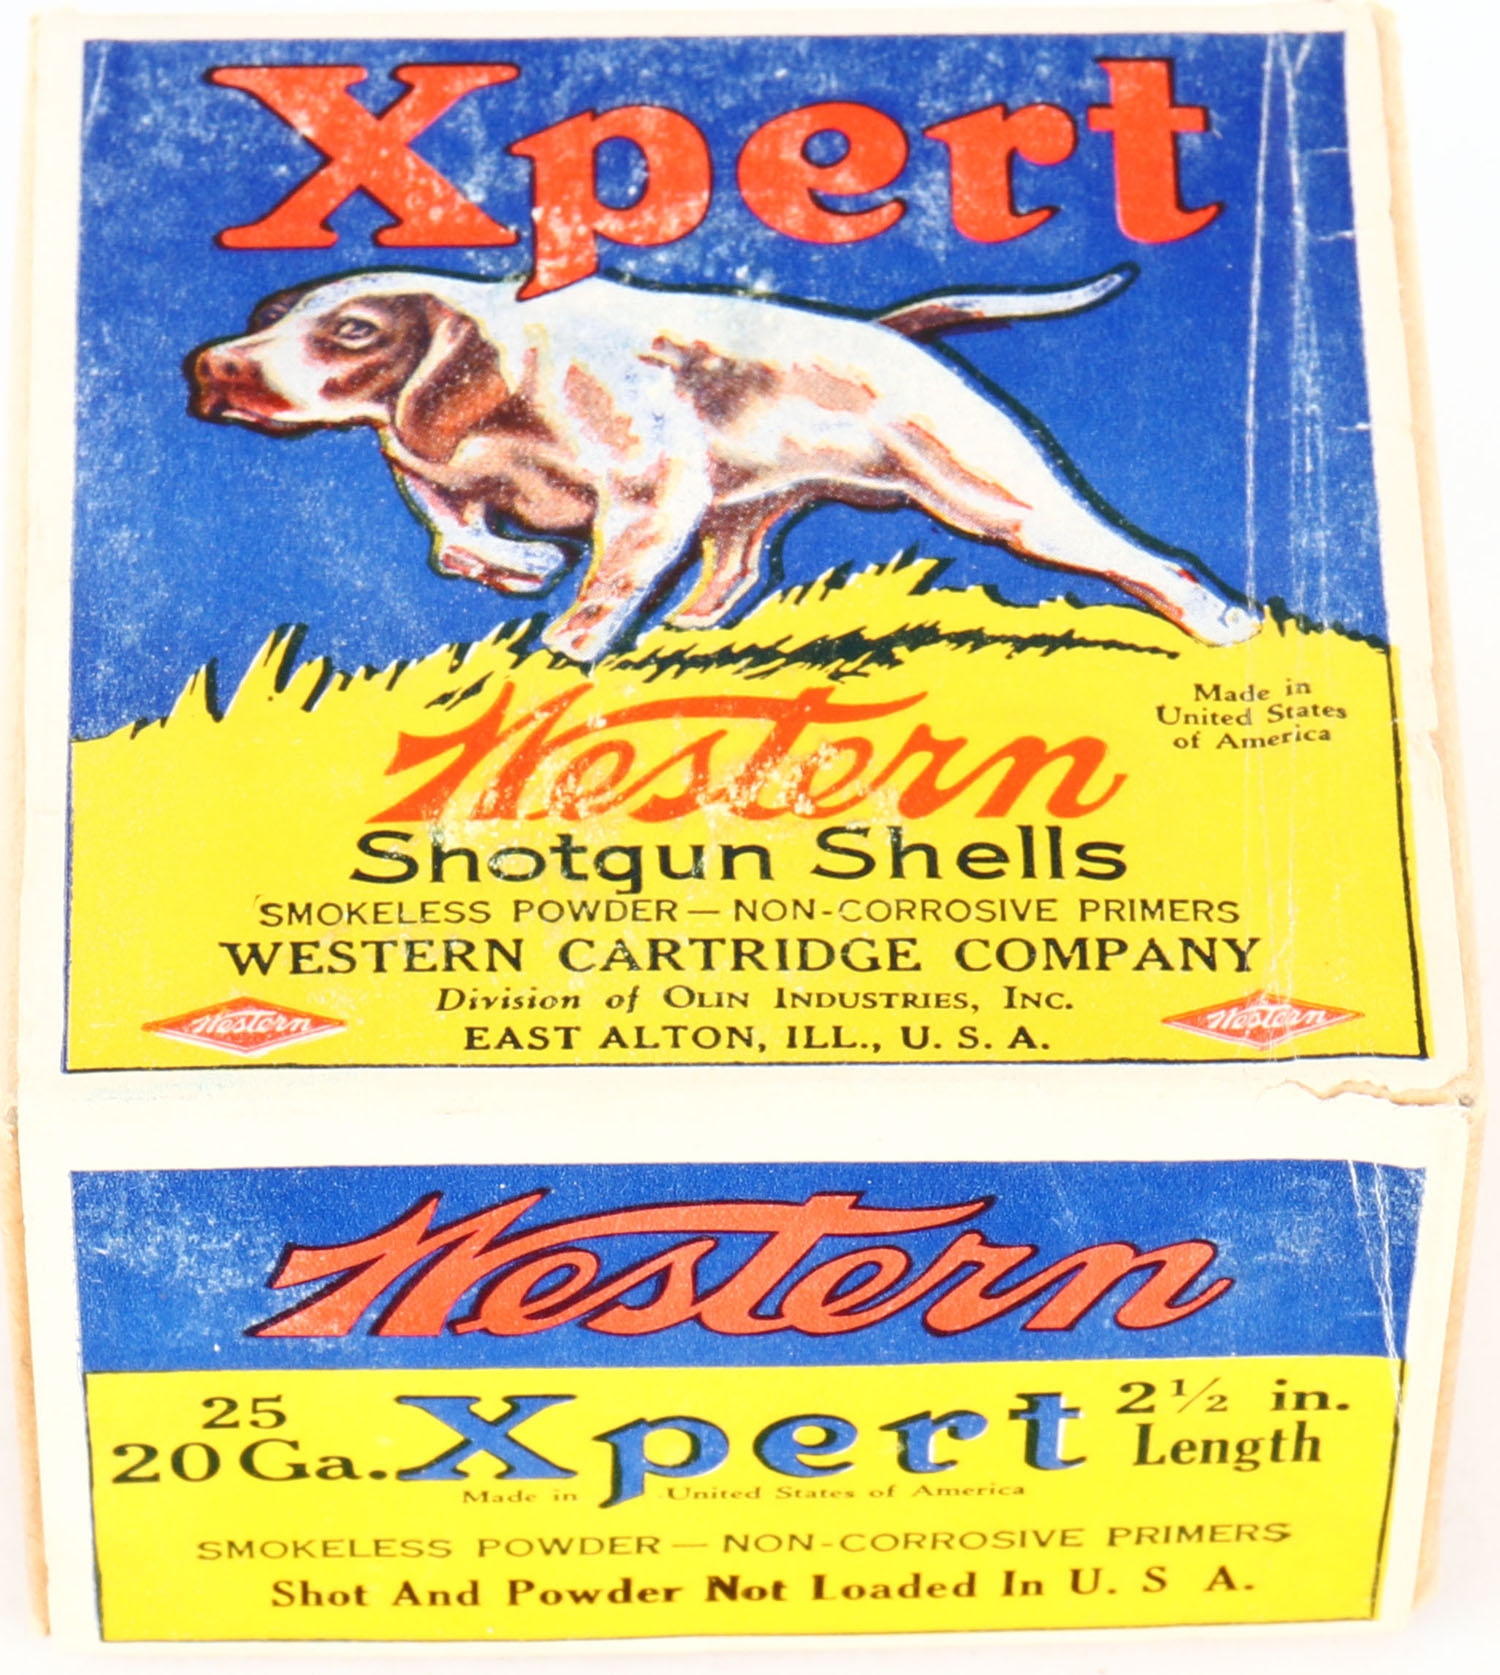 Xpert
Western
Made in
United States
of America
Shotgun Shells
SMOKELESS POWDER — NON-CORROSIVE PRIMERS
WESTERN CARTRIDGE COMPANY
Division of OLIN INDUSTRIES, INC.
EAST ALTON, ILL., U. S. A.
Western
Western
Western
25
20 Ga.
Xpert
2 1/2 in.
Length
Made in United States of America
SMOKELESS POWDER — NON-CORROSIVE PRIMERS
Shot And Powder Not Loaded In U. S A.